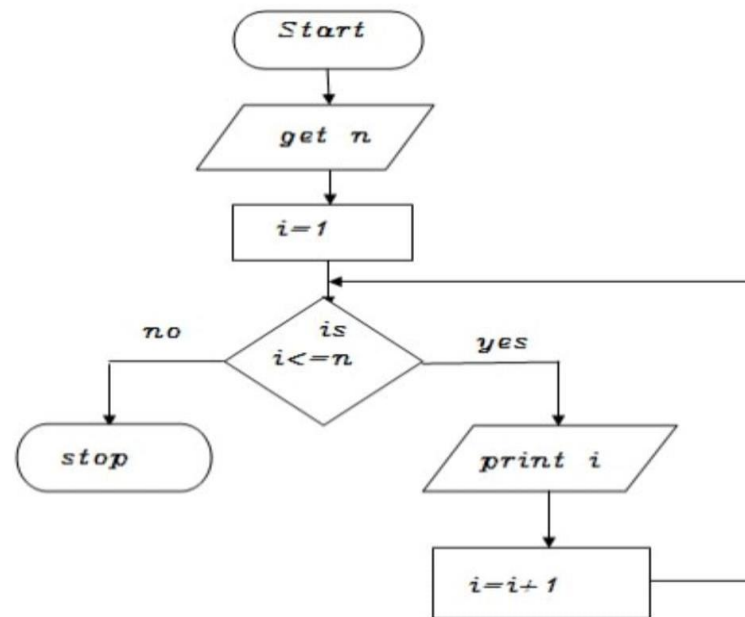 Start
get n
i=1
is
i<=n
no
yes
stop
print i
i=i+1